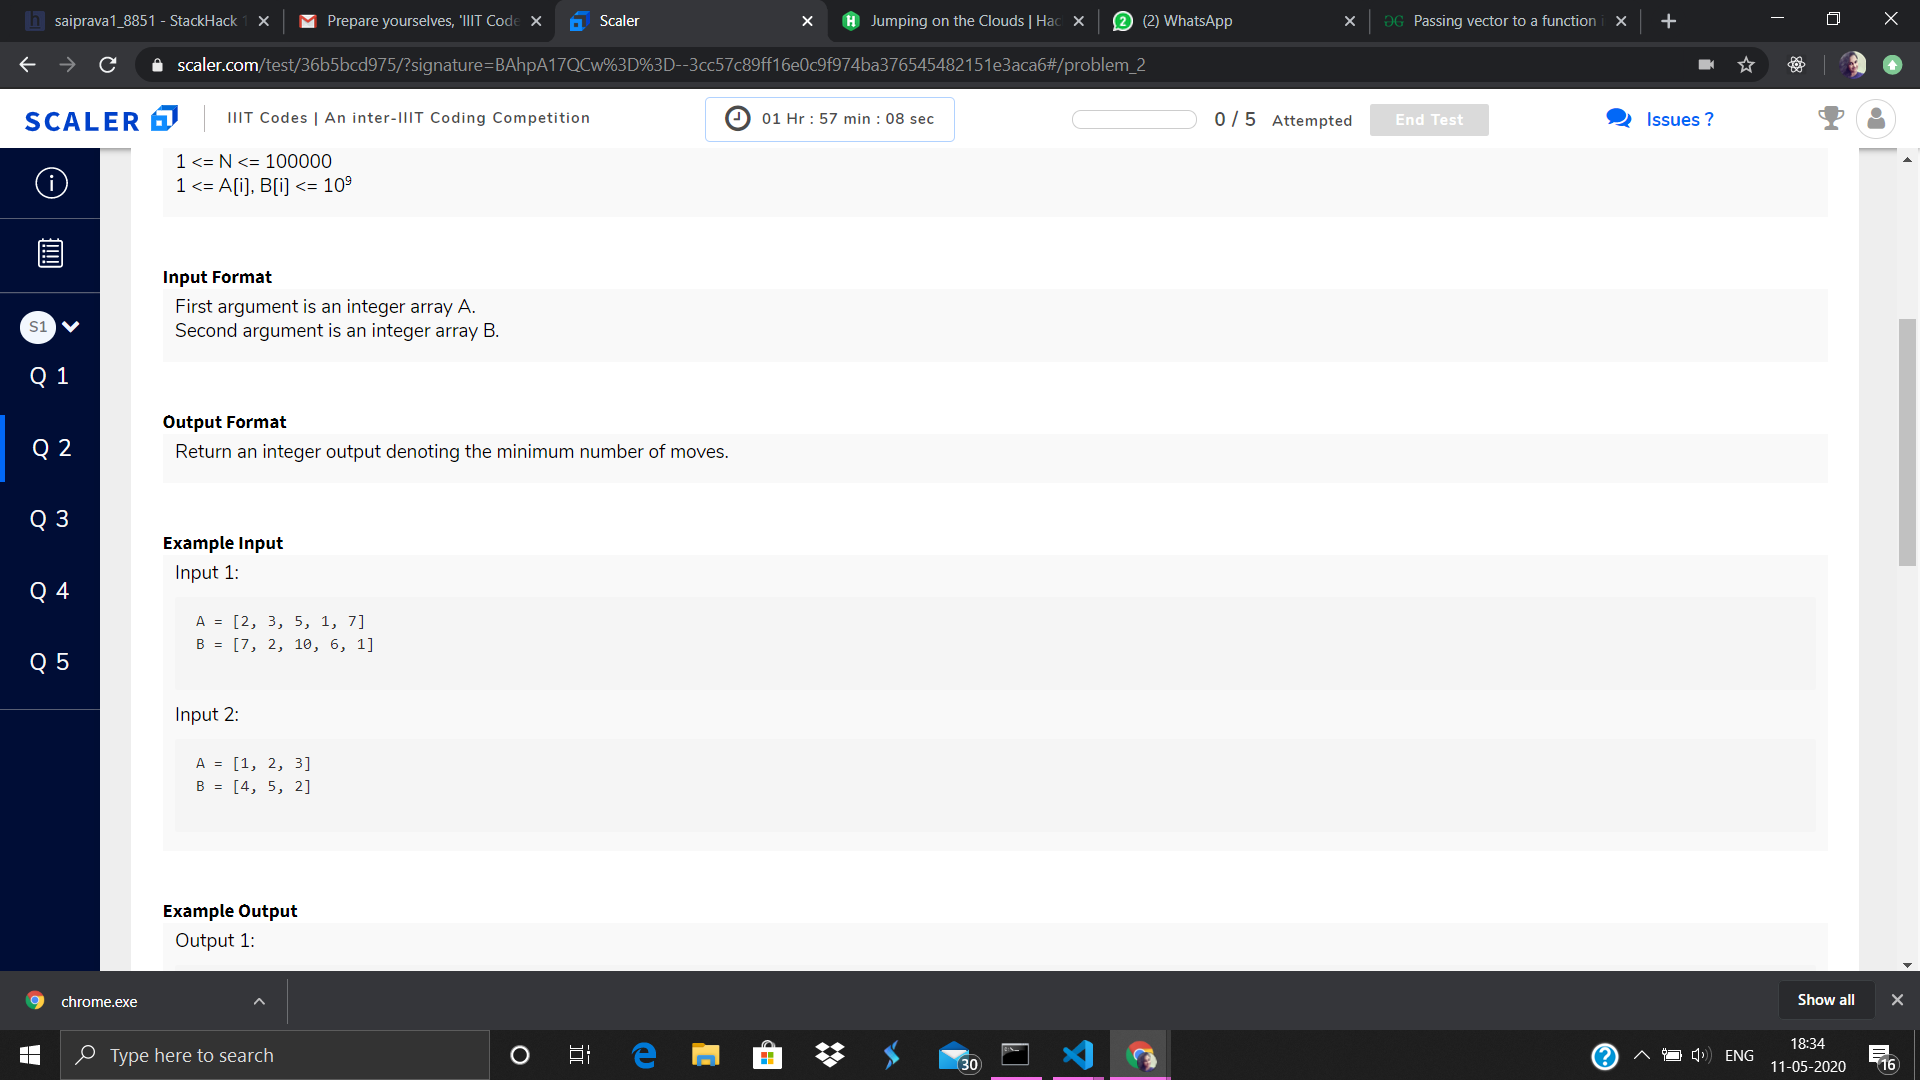 saiprava1_8851 - StackHack
Prepare yourselves, 'IIIT Code
Scaler
Jumping on the Clouds | Hac
(2) WhatsApp
Passing vector to a function
scaler.com/test/36b5bcd975/?signature=BAhpA17QCw%3D%3D--3cc57c89ff16e0c9f974ba376545482151e3aca6#/problem_2
SCALER
IIIT Codes | An inter-IIIT Coding Competition
01 Hr : 57 min : 08 sec
0 / 5 Attempted
End Test
Issues ?
S1
Q 1
Q 2
Q 3
Q 4
Q 5
1 <= N <= 100000
1 <= A[i], B[i] <= 10⁹
Input Format
First argument is an integer array A.
Second argument is an integer array B.
Output Format
Return an integer output denoting the minimum number of moves.
Example Input
Input 1:
A = [2, 3, 5, 1, 7]
B = [7, 2, 10, 6, 1]
Input 2:
A = [1, 2, 3]
B = [4, 5, 2]
Example Output
Output 1:
chrome.exe
Show all
Type here to search
30
ENG
18:34
11-05-2020
16